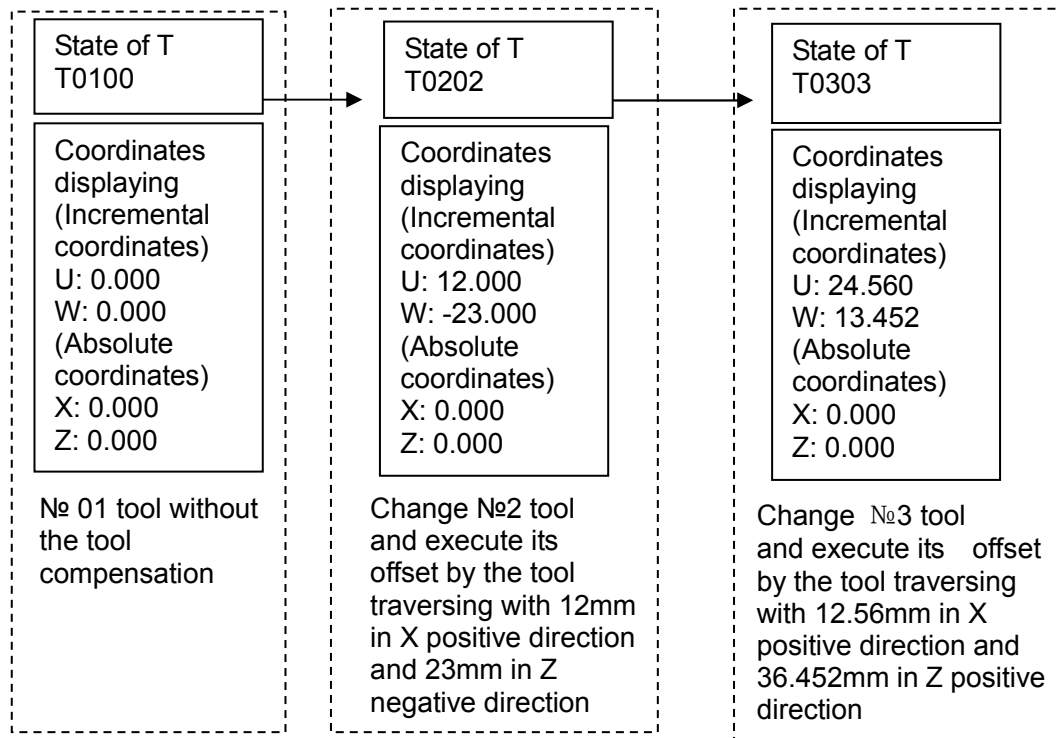 State of T
T0100
Coordinates
displaying
(Incremental
coordinates)
U: 0.000
W: 0.000
(Absolute
coordinates)
X: 0.000
Z: 0.000
№ 01 tool without
the tool
compensation
State of T
T0202
Coordinates
displaying
(Incremental
coordinates)
U: 12.000
W: -23.000
(Absolute
coordinates)
X: 0.000
Z: 0.000
Change №2 tool
and execute its
offset by the tool
traversing with 12mm
in X positive direction
and 23mm in Z
negative direction
State of T
T0303
Coordinates
displaying
(Incremental
coordinates)
U: 24.560
W: 13.452
(Absolute
coordinates)
X: 0.000
Z: 0.000
Change №3 tool
and execute its offset
by the tool traversing
with 12.56mm in X
positive direction and
36.452mm in Z positive
direction